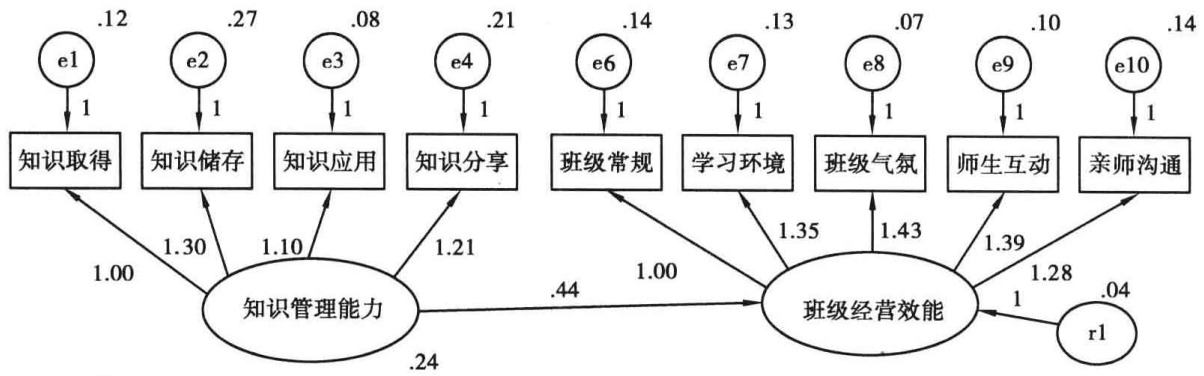 .12 .27 .08 .21 .14 .13 .07 .10 .14
e1 e2 e3 e4 e6 e7 e8 e9 e10
1 1 1 1 1 1 1 1 1
知识取得 知识储存 知识应用 知识分享 班级常规 学习环境 班级气氛 师生互动 亲师沟通
1.00 1.30 1.10 1.21 1.00 1.35 1.43 1.39 1.28
知识管理能力 .44 班级经营效能 1 .04
r1
.24